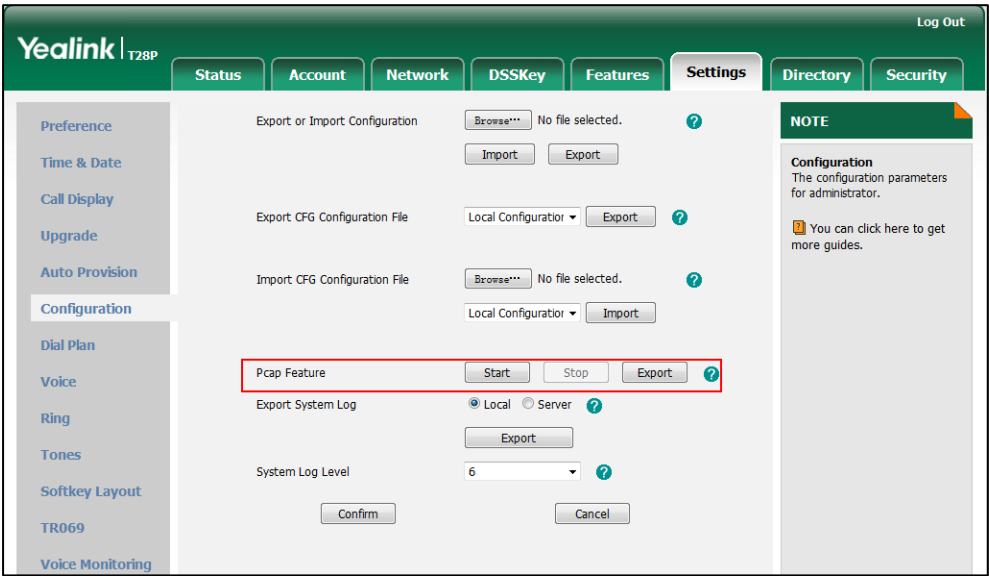 Log Out
Yealink | T28P
Status Account Network DSSKey Features Settings Directory Security
Preference
Time & Date
Call Display
Upgrade
Auto Provision
Configuration
Dial Plan
Voice
Ring
Tones
Softkey Layout
TR069
Voice Monitoring
Export or Import Configuration Browse... No file selected. ?
Import Export
Export CFG Configuration File Local Configuration Export ?
Import CFG Configuration File Browse... No file selected. ?
Local Configuration Import
Pcap Feature Start Stop Export ?
Export System Log Local Server ?
Export
System Log Level 6 ?
Confirm Cancel
NOTE
Configuration
The configuration parameters
for administrator.
? You can click here to get
more guides.